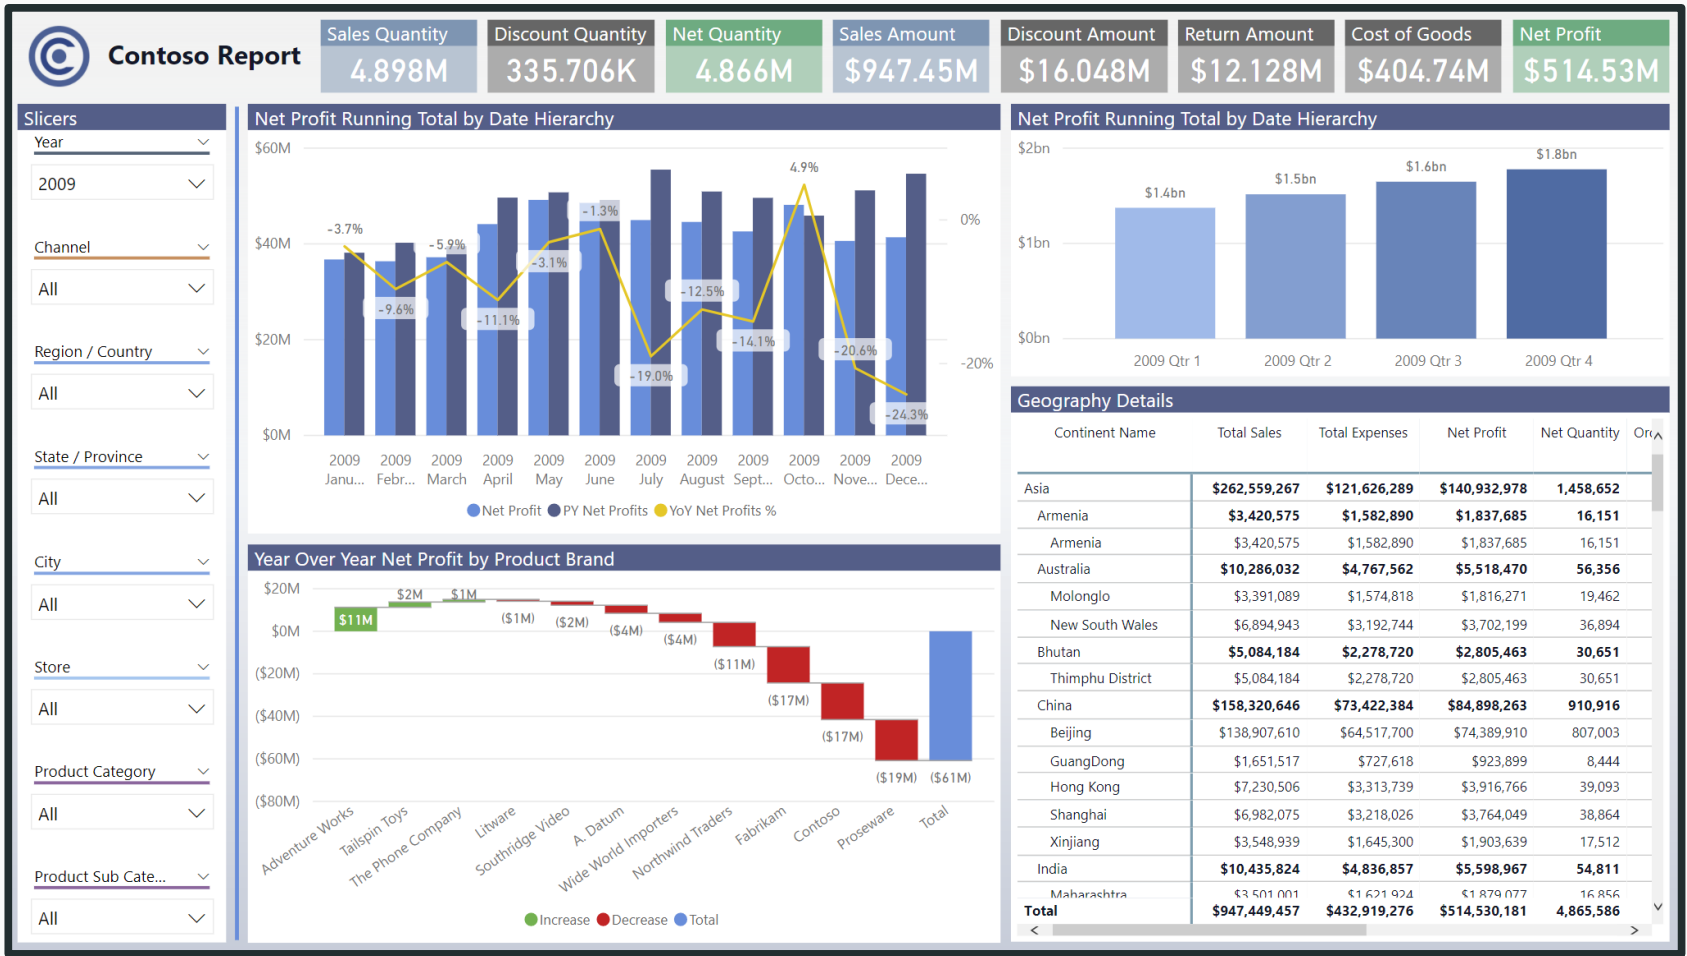 Contoso Report
Sales Quantity
4.898M
Discount Quantity
335.706K
Net Quantity
4.866M
Sales Amount
$947.45M
Discount Amount
$16.048M
Return Amount
$12.128M
Cost of Goods
$404.74M
Net Profit
$514.53M
Slicers
Year
2009
Channel
All
Region / Country
All
State / Province
All
City
All
Store
All
Product Category
All
Product Sub Cate...
All
Net Profit Running Total by Date Hierarchy
$60M
$40M
$20M
$0M
0%
-20%
-3.7%
-9.6%
-5.9%
-11.1%
-3.1%
-1.3%
-19.0%
-12.5%
-14.1%
4.9%
-20.6%
-24.3%
2009 2009 2009 2009 2009 2009 2009 2009 2009 2009 2009 2009
Janu... Febr... March April May June July August Sept... Octo... Nove... Dece...
Net Profit PY Net Profits YoY Net Profits %
Year Over Year Net Profit by Product Brand
$20M
$0M
($20M)
($40M)
($60M)
($80M)
$11M
$2M
$1M
($1M)
($2M)
($4M)
($4M)
($11M)
($17M)
($17M)
($19M)
($61M)
Adventure Works
Tailspin Toys
The Phone Company
Litware
Southridge Video
A. Datum
Wide World Importers
Northwind Traders
Fabrikam
Contoso
Proseware
Total
Increase Decrease Total
Net Profit Running Total by Date Hierarchy
$2bn
$1bn
$0bn
$1.4bn
$1.5bn
$1.6bn
$1.8bn
2009 Qtr 1 2009 Qtr 2 2009 Qtr 3 2009 Qtr 4
Geography Details
Continent Name Total Sales Total Expenses Net Profit Net Quantity Ord
Asia $262,559,267 $121,626,289 $140,932,978 1,458,652
Armenia $3,420,575 $1,582,890 $1,837,685 16,151
Armenia $3,420,575 $1,582,890 $1,837,685 16,151
Australia $10,286,032 $4,767,562 $5,518,470 56,356
Molonglo $3,391,089 $1,574,818 $1,816,271 19,462
New South Wales $6,894,943 $3,192,744 $3,702,199 36,894
Bhutan $5,084,184 $2,278,720 $2,805,463 30,651
Thimphu District $5,084,184 $2,278,720 $2,805,463 30,651
China $158,320,646 $73,422,384 $84,898,263 910,916
Beijing $138,907,610 $64,517,700 $74,389,910 807,003
GuangDong $1,651,517 $727,618 $923,899 8,444
Hong Kong $7,230,506 $3,313,739 $3,916,766 39,093
Shanghai $6,982,075 $3,218,026 $3,764,049 38,864
Xinjiang $3,548,939 $1,645,300 $1,903,639 17,512
India $10,435,824 $4,836,857 $5,598,967 54,811
Maharashtra $3,501,001 $1,621,924 $1,879,077 16,856
Total $947,449,457 $432,919,276 $514,530,181 4,865,586